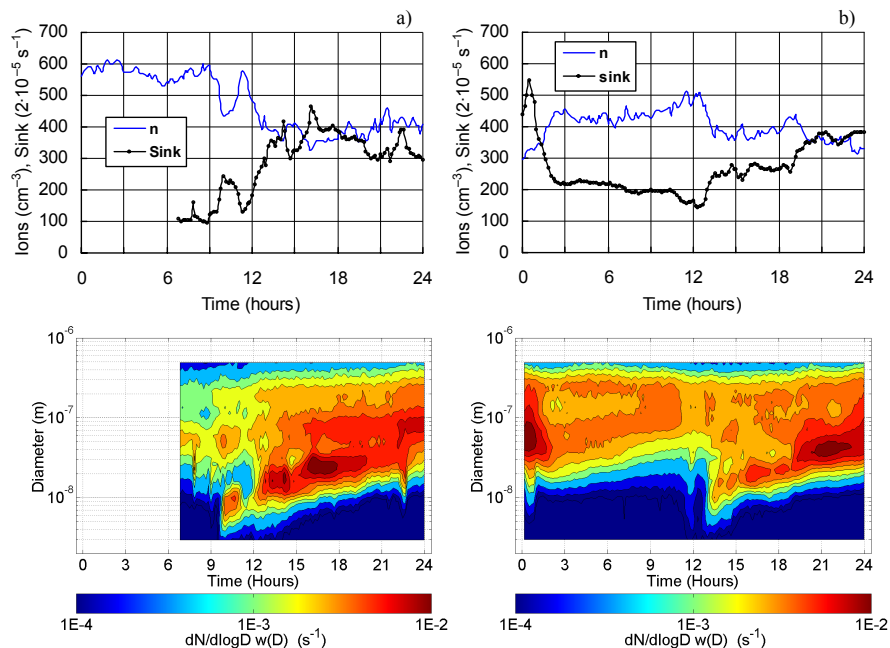 a)
700
600
500
400
300
200
100
0
Ions (cm⁻³), Sink (2·10⁻⁵ s⁻¹)
n
Sink
0 6 12 18 24
Time (hours)
b)
700
600
500
400
300
200
100
0
Ions (cm⁻³), Sink (2·10⁻⁵ s⁻¹)
n
sink
0 6 12 18 24
Time (hours)
10⁻⁶
10⁻⁷
10⁻⁸
Diameter (m)
0 3 6 9 12 15 18 21 24
Time (Hours)
1E-4 1E-3 1E-2
dN/dlogD w(D) (s⁻¹)
10⁻⁶
10⁻⁷
10⁻⁸
Diameter (m)
0 3 6 9 12 15 18 21 24
Time (Hours)
1E-4 1E-3 1E-2
dN/dlogD w(D) (s⁻¹)